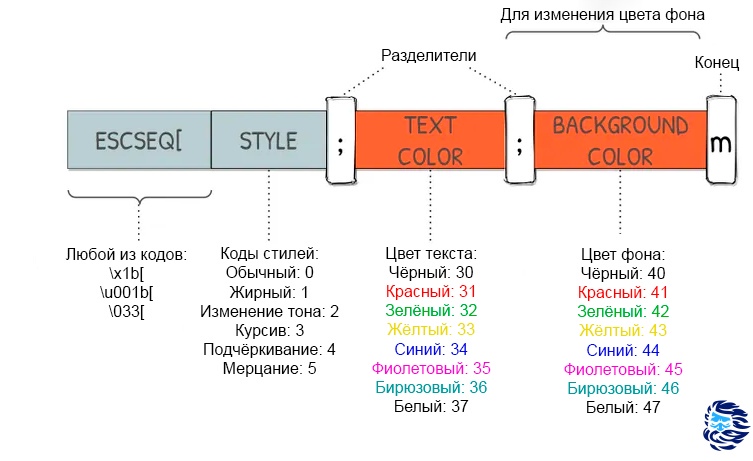 Для изменения цвета фона
Разделители
Конец
ESCSEQ[
STYLE
;
TEXT
COLOR
;
BACKGROUND
COLOR
m
Любой из кодов:
\x1b[
\u001b[
\033[
Коды стилей:
Обычный: 0
Жирный: 1
Изменение тона: 2
Курсив: 3
Подчёркивание: 4
Мерцание: 5
Цвет текста:
Чёрный: 30
Красный: 31
Зелёный: 32
Жёлтый: 33
Синий: 34
Фиолетовый: 35
Бирюзовый: 36
Белый: 37
Цвет фона:
Чёрный: 40
Красный: 41
Зелёный: 42
Жёлтый: 43
Синий: 44
Фиолетовый: 45
Бирюзовый: 46
Белый: 47